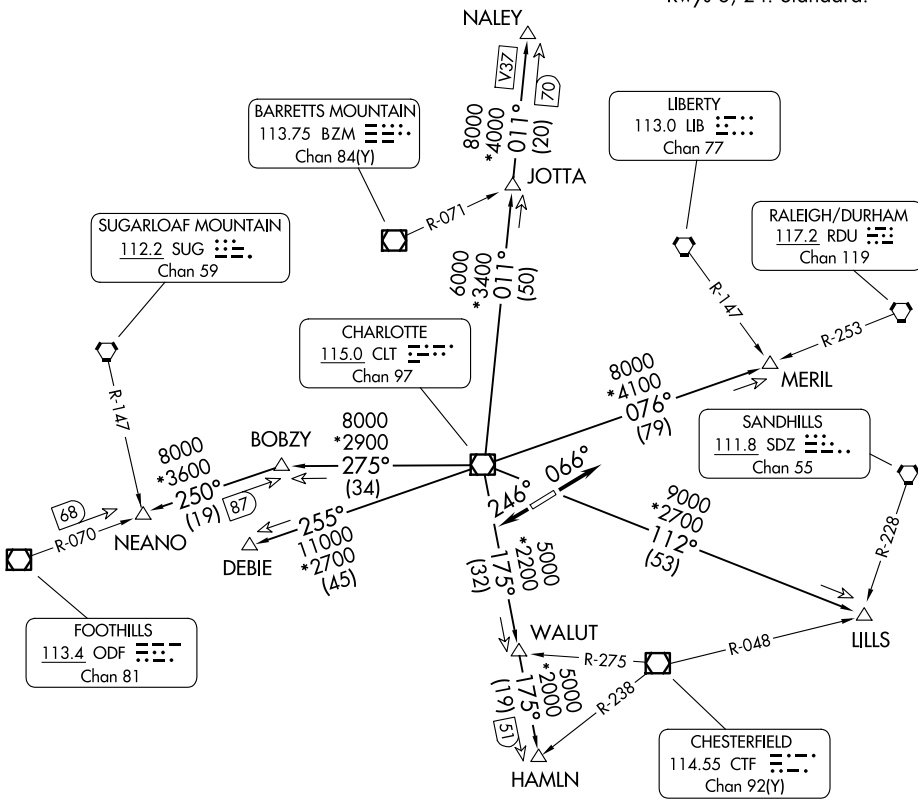 Rwys 6, 24: Standard.
NALEY
V37
70
8000
*4000
011°
(20)
BARRETTS MOUNTAIN
113.75 BZM
Chan 84(Y)
LIBERTY
113.0 LIB
Chan 77
JOTTA
R-071
SUGARLOAF MOUNTAIN
112.2 SUG
Chan 59
RALEIGH/DURHAM
117.2 RDU
Chan 119
6000
*3400
011°
(50)
R-147
R-253
CHARLOTTE
115.0 CLT
Chan 97
MERIL
R-147
8000
*4100
076°
(79)
SANDHILLS
111.8 SDZ
Chan 55
BOBZY
8000
*2900
275°
(34)
8000
*3600
250°
(19)
87
066°
246°
68
R-070
NEANO
255°
11000
*2700
(45)
DEBIE
9000
*2700
112°
(53)
R-228
5000
*2200
175°
(32)
FOOTHILLS
113.4 ODF
Chan 81
WALUT
LILLS
R-275
R-048
R-238
5000
*2000
175°
(19)
51
HAMLN
CHESTERFIELD
114.55 CTF
Chan 92(Y)